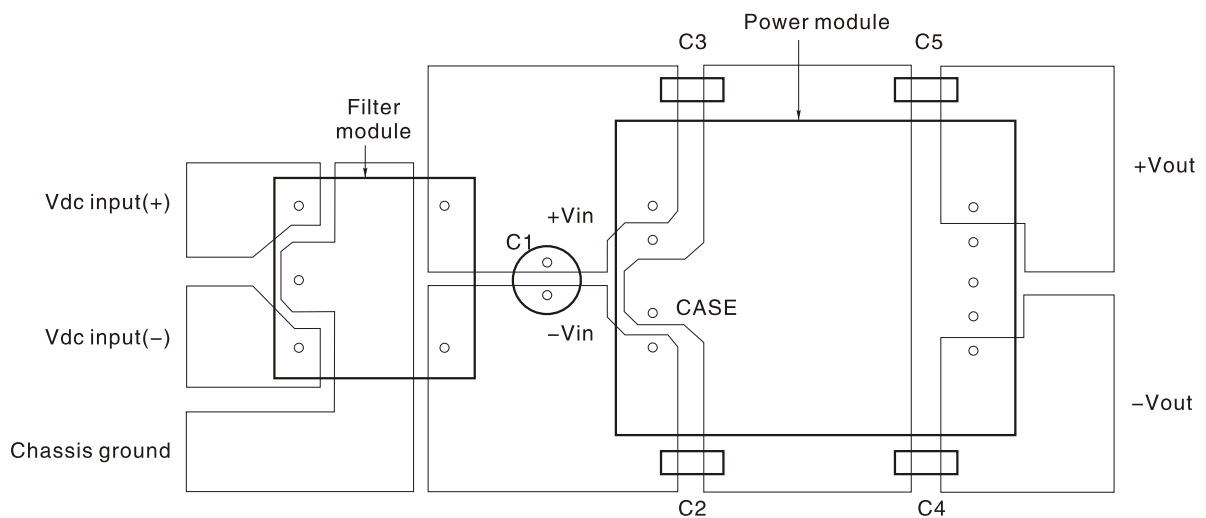 Power module
C3
C5
Filter
module
+Vout
Vdc input(+)
+Vin
C1
CASE
−Vin
Vdc input(−)
−Vout
Chassis ground
C2
C4